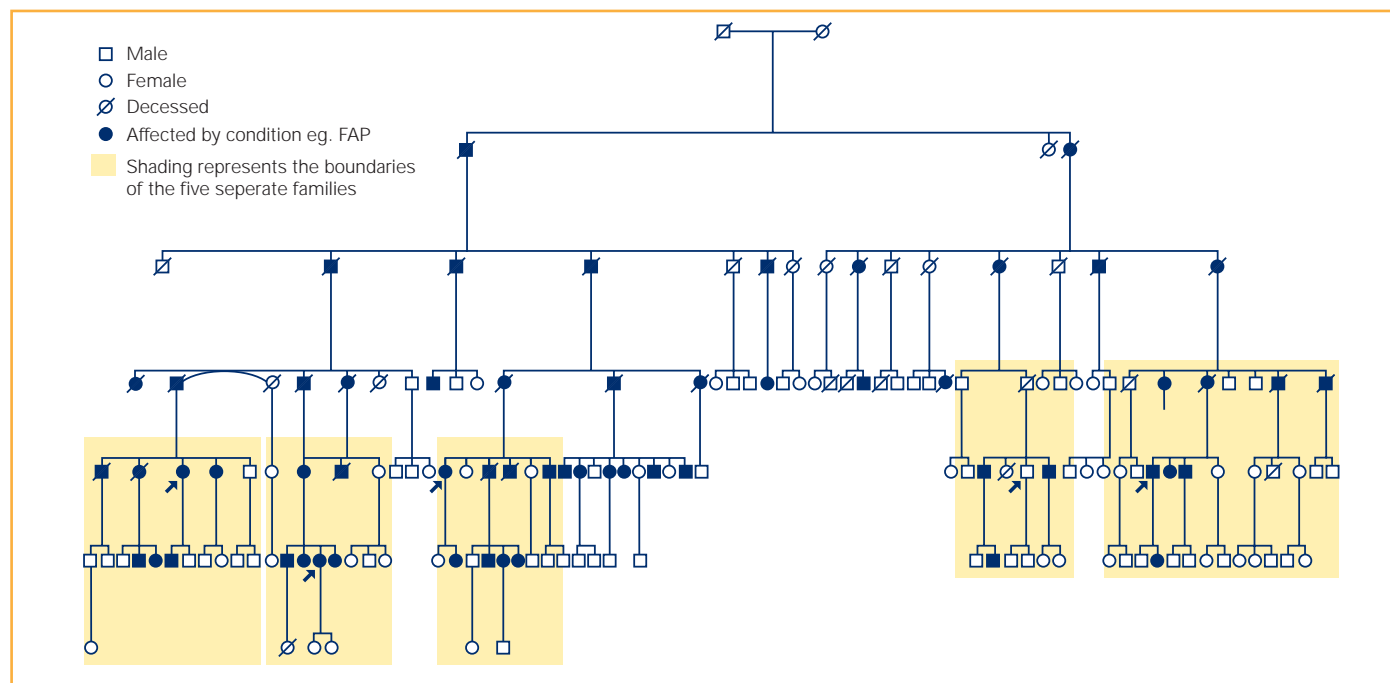 Male
Female
Decessed
Affected by condition eg. FAP
Shading represents the boundaries
of the five seperate families